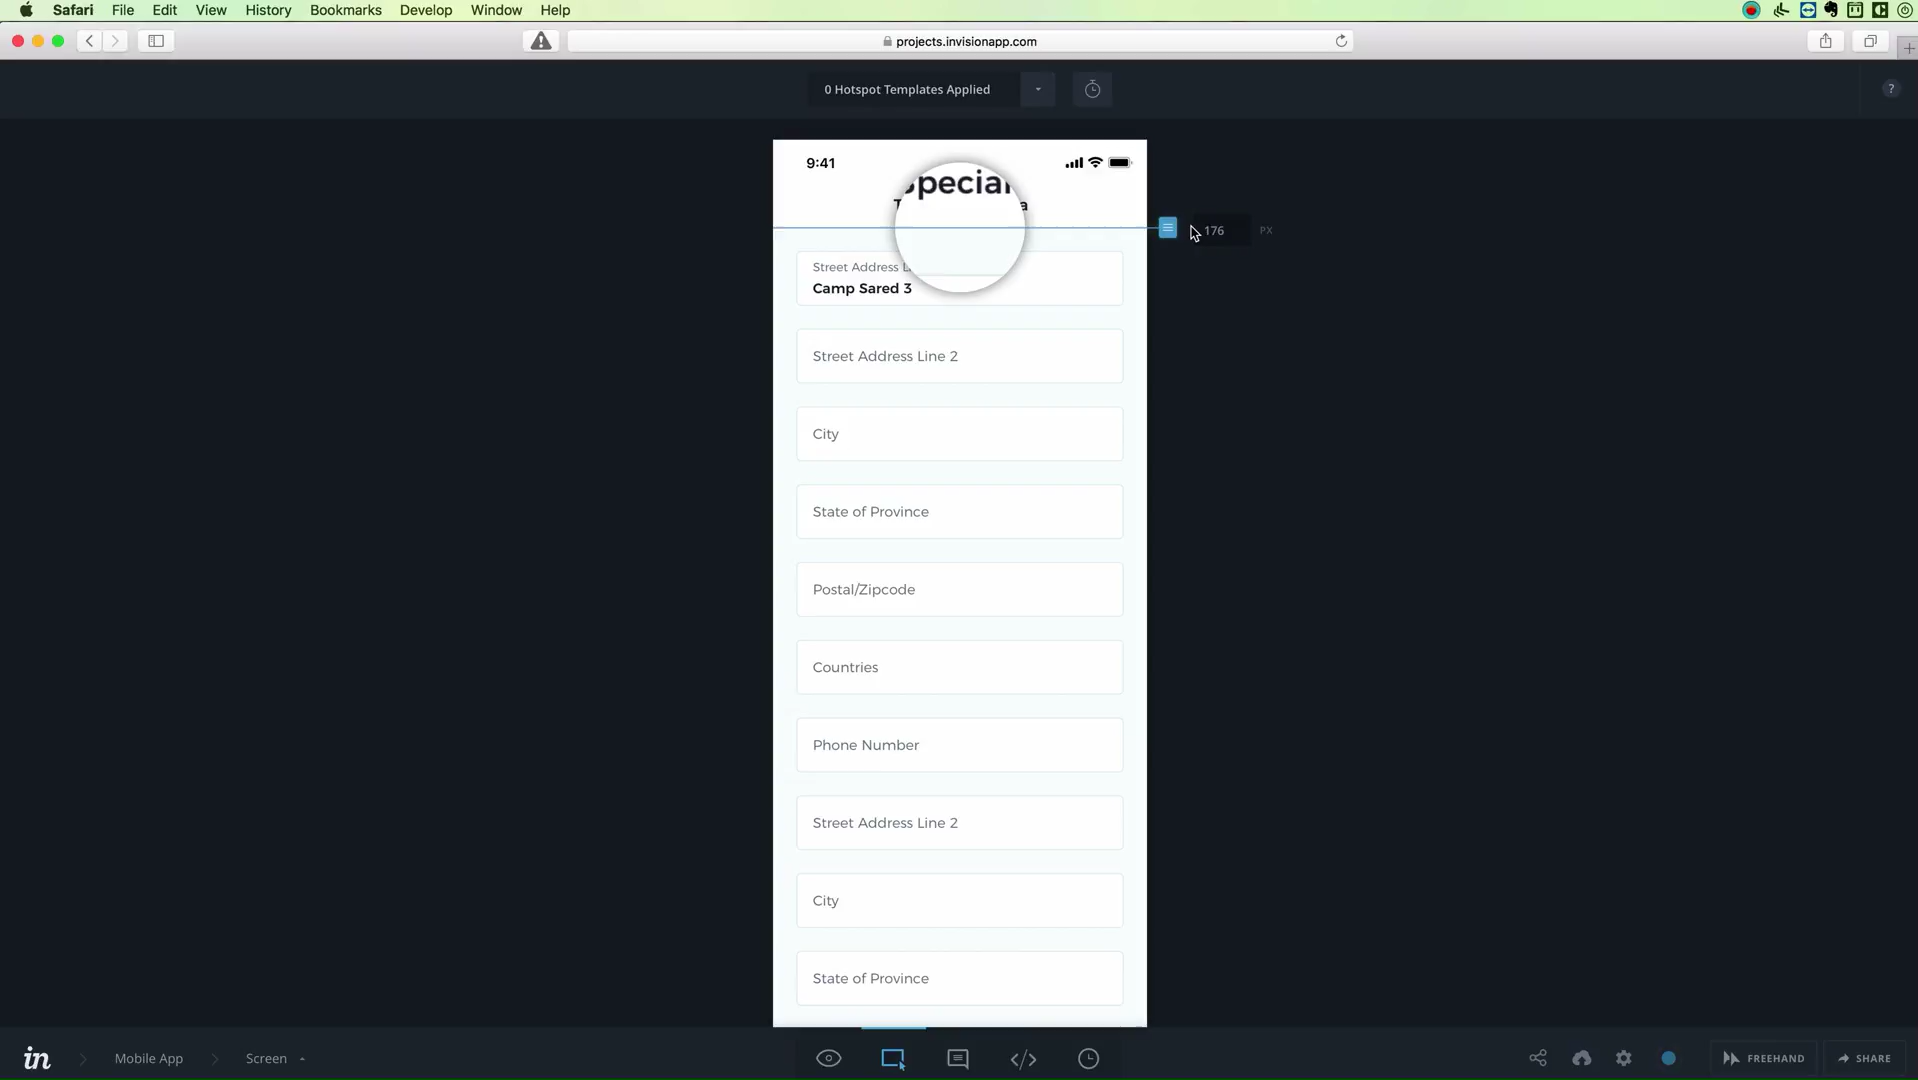 Safari File Edit View History Bookmarks Develop Window Help
projects.invisionapp.com
0 Hotspot Templates Applied
?
9:41
176 PX
Camp Sared 3
Street Address Line 2
City
State of Province
Postal/Zipcode
Countries
Phone Number
Street Address Line 2
City
State of Province
in Mobile App Screen
FREEHAND
SHARE
Street Address